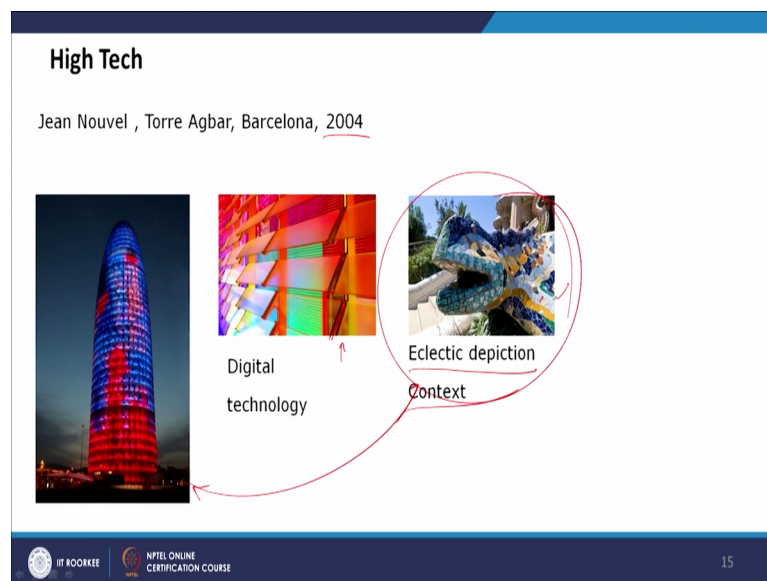 High Tech
Jean Nouvel , Torre Agbar, Barcelona, 2004
Digital
technology
Eclectic depiction
Context
IIT ROORKEE
NPTEL ONLINE
CERTIFICATION COURSE
15